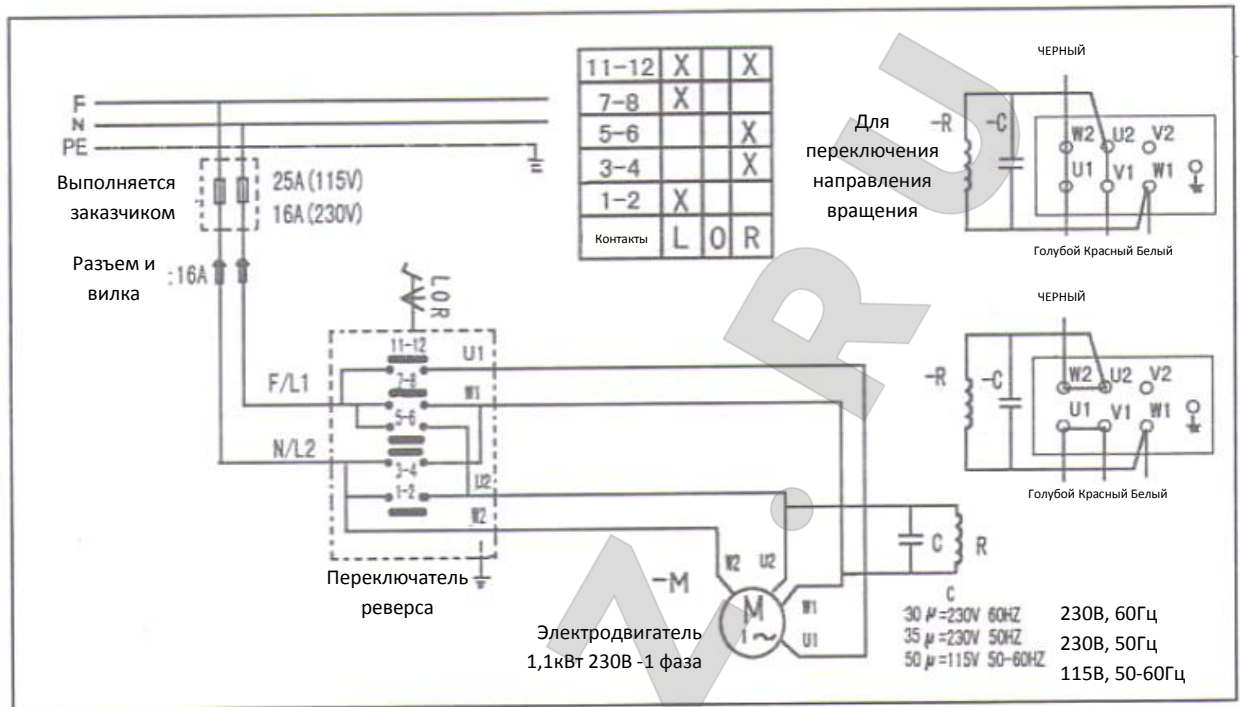 F
N
PE
Выполняется
заказчиком
25A(115V)
16A(230V)
Разъем и
вилка
:16A
11-12 X X
7-8 X
5-6 X
3-4 X
1-2 X
Контакты L O R
LOR
11-12
7-8
5-6
3-4
1-2
U1
W1
U2
W2
F/L1
N/L2
Переключатель
реверса
-M
W2 U2
M
1~
W1
U1
Электродвигатель
1,1кВт 230В -1 фаза
C R
C
30 μ=230V 60HZ 230В, 60Гц
35 μ=230V 50HZ 230В, 50Гц
50 μ=115V 50-60HZ 115В, 50-60Гц
Для
переключения
направления
вращения
ЧЕРНЫЙ
-R -C
W2 U2 V2
U1 V1 W1
Голубой Красный Белый
ЧЕРНЫЙ
-R -C
W2 U2 V2
U1 V1 W1
Голубой Красный Белый